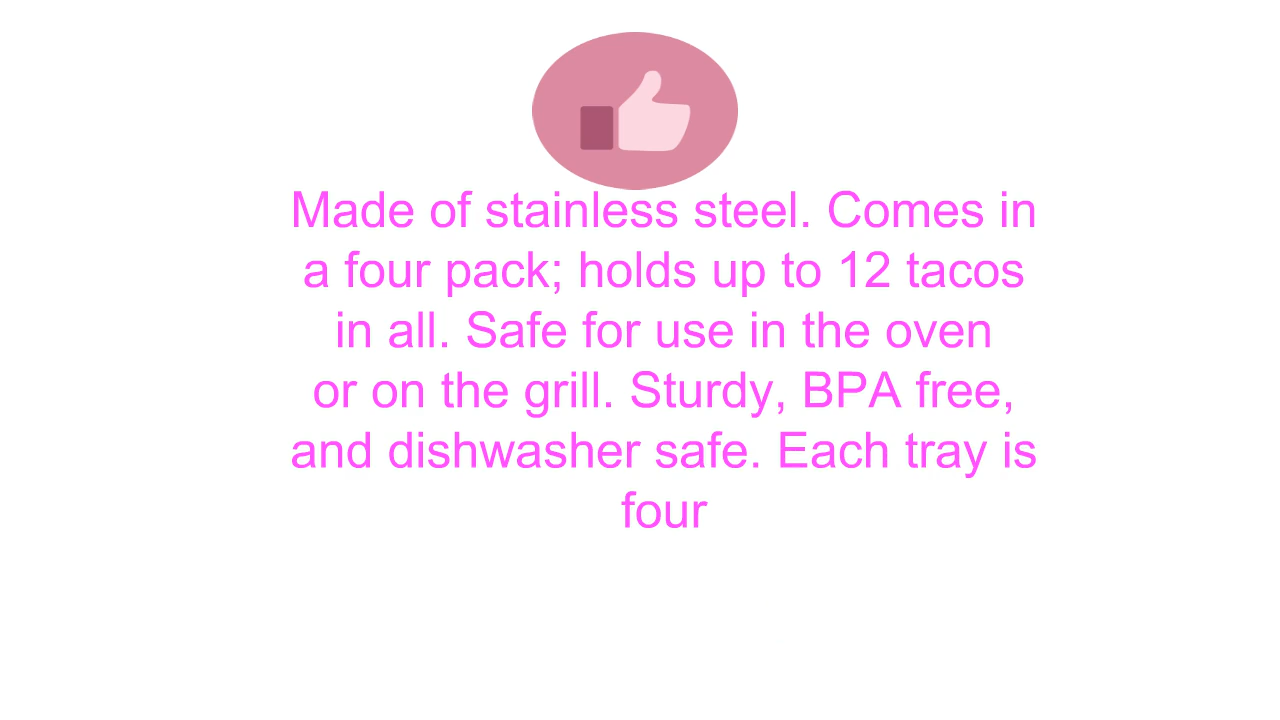 Made of stainless steel. Comes in
a four pack; holds up to 12 tacos
in all. Safe for use in the oven
or on the grill. Sturdy, BPA free,
and dishwasher safe. Each tray is
four